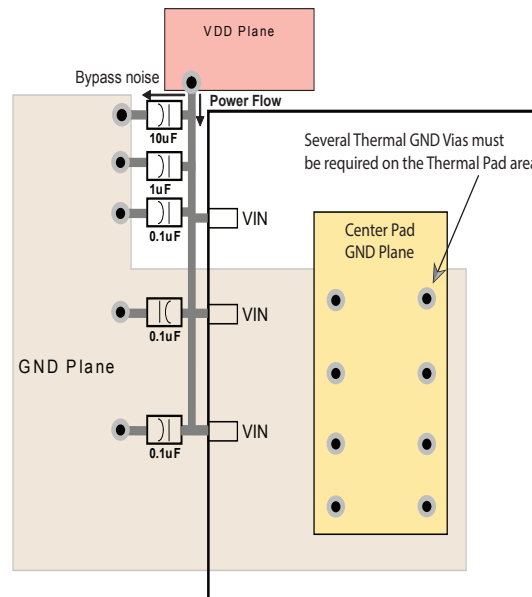 VDD Plane
Bypass noise
Power Flow
10uF
Several Thermal GND Vias must
be required on the Thermal Pad area
1uF
0.1uF
VIN
Center Pad
GND Plane
VIN
0.1uF
GND Plane
VIN
0.1uF